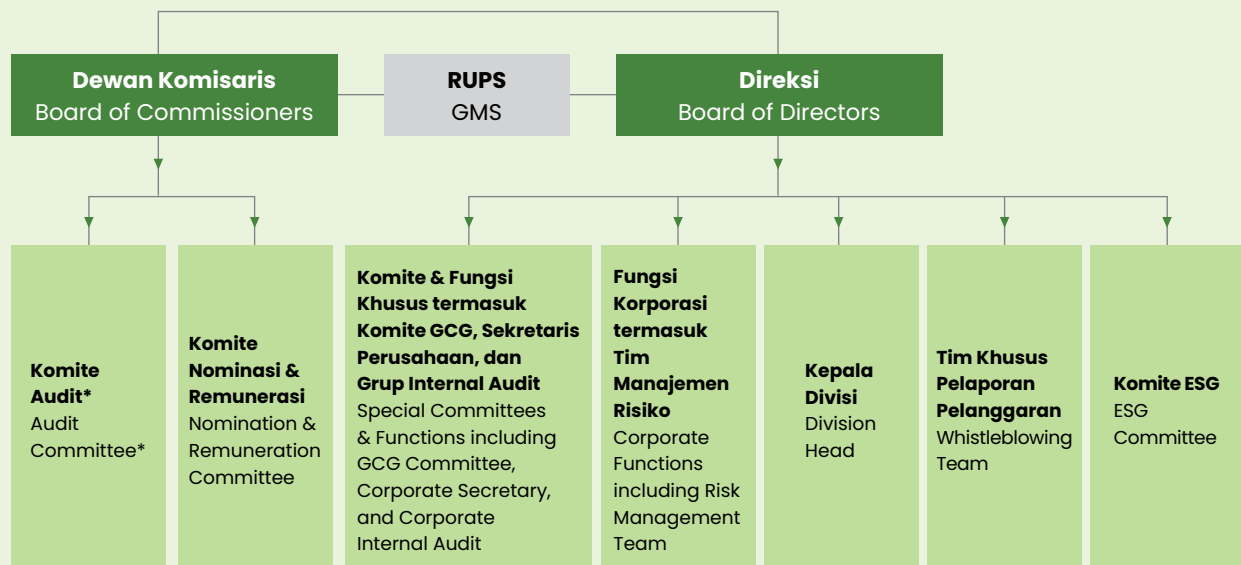 Dewan Komisaris
Board of Commissioners
RUPS
GMS
Direksi
Board of Directors
Komite
Audit*
Audit
Committee*
Komite
Nominasi &
Remunerasi
Nomination &
Remuneration
Committee
Komite & Fungsi
Khusus termasuk
Komite GCG, Sekretaris
Perusahaan, dan
Grup Internal Audit
Special Committees
& Functions including
GCG Committee,
Corporate Secretary,
and Corporate
Internal Audit
Fungsi
Korporasi
termasuk
Tim
Manajemen
Risiko
Corporate
Functions
including Risk
Management
Team
Kepala
Divisi
Division
Head
Tim Khusus
Pelaporan
Pelanggaran
Whistleblowing
Team
Komite ESG
ESG
Committee